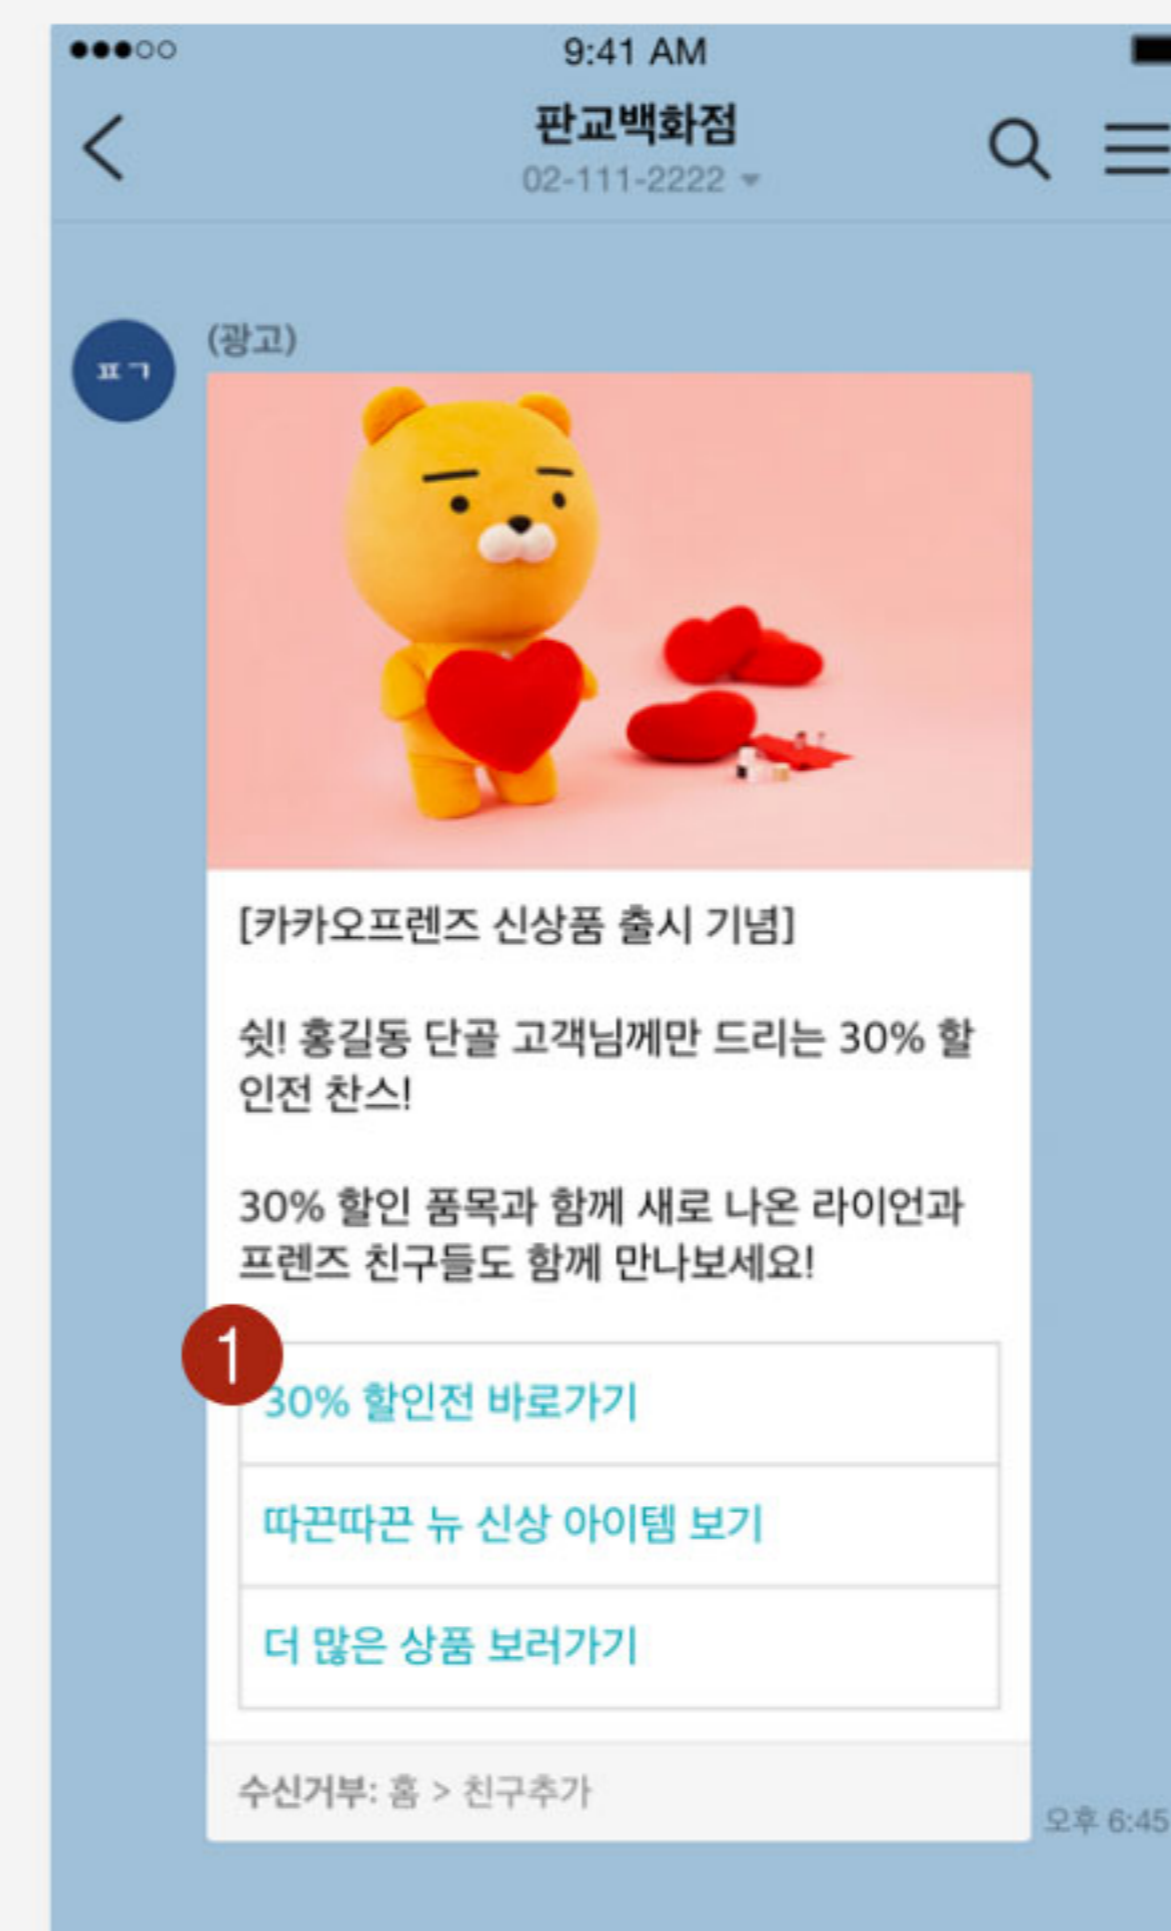 9:41 AM
판교백화점
02-111-2222
ㅍㄱ
(광고)
[카카오프렌즈 신상품 출시 기념]
쉿! 홍길동 단골 고객님께만 드리는 30% 할
인전 찬스!
30% 할인 품목과 함께 새로 나온 라이언과
프렌즈 친구들도 함께 만나보세요!
1
30% 할인전 바로가기
따끈따끈 뉴 신상 아이템 보기
더 많은 상품 보러가기
수신거부: 홈 > 친구추가
오후 6:45